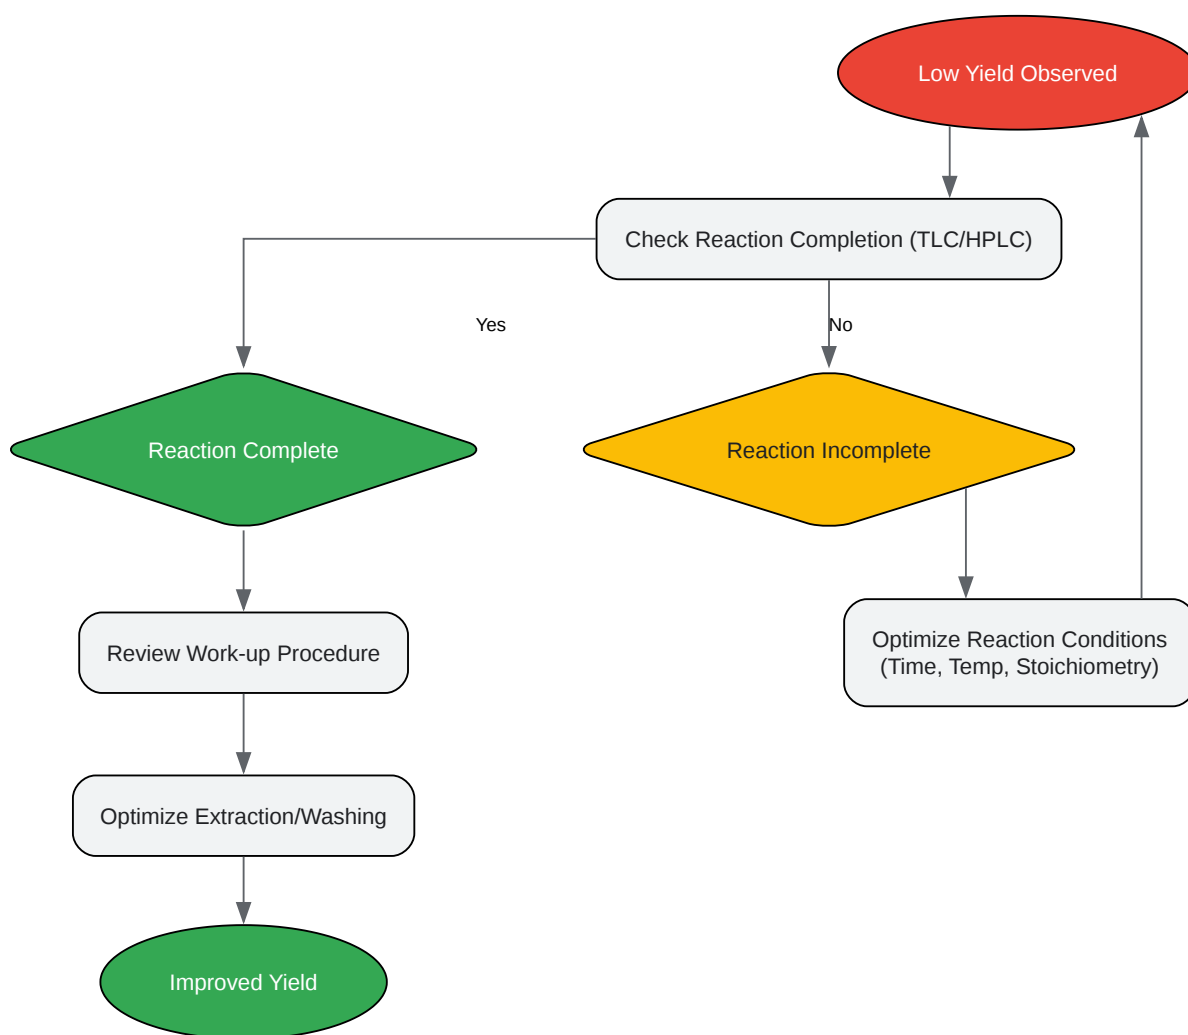 Low Yield Observed
Check Reaction Completion (TLC/HPLC)
Yes
No
Reaction Complete
Reaction Incomplete
Review Work-up Procedure
Optimize Reaction Conditions
(Time, Temp, Stoichiometry)
Optimize Extraction/Washing
Improved Yield